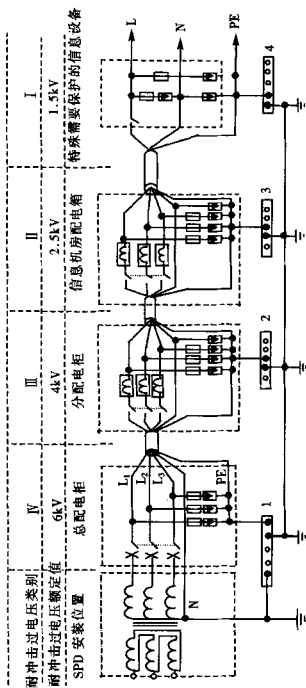 耐冲击过电压类别 Ⅳ Ⅲ Ⅱ Ⅰ
耐冲击过电压额定值 6kV 4kV 2.5kV 1.5kV
SPD 安装位置 总配电柜 分配电柜 信息机房配电箱 特殊需要保护的信息设备
L₁
L₂
L₃
N
PE
L
N
PE
1
2
3
4